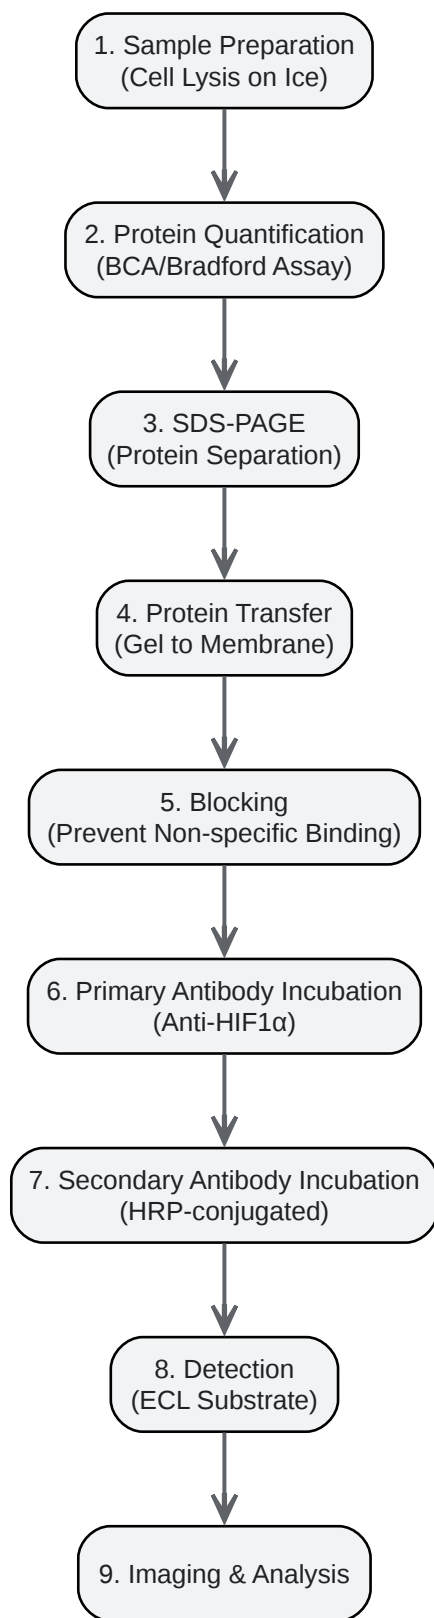 1. Sample Preparation
(Cell Lysis on Ice)
2. Protein Quantification
(BCA/Bradford Assay)
3. SDS-PAGE
(Protein Separation)
4. Protein Transfer
(Gel to Membrane)
5. Blocking
(Prevent Non-specific Binding)
6. Primary Antibody Incubation
(Anti-HIF1α)
7. Secondary Antibody Incubation
(HRP-conjugated)
8. Detection
(ECL Substrate)
9. Imaging & Analysis